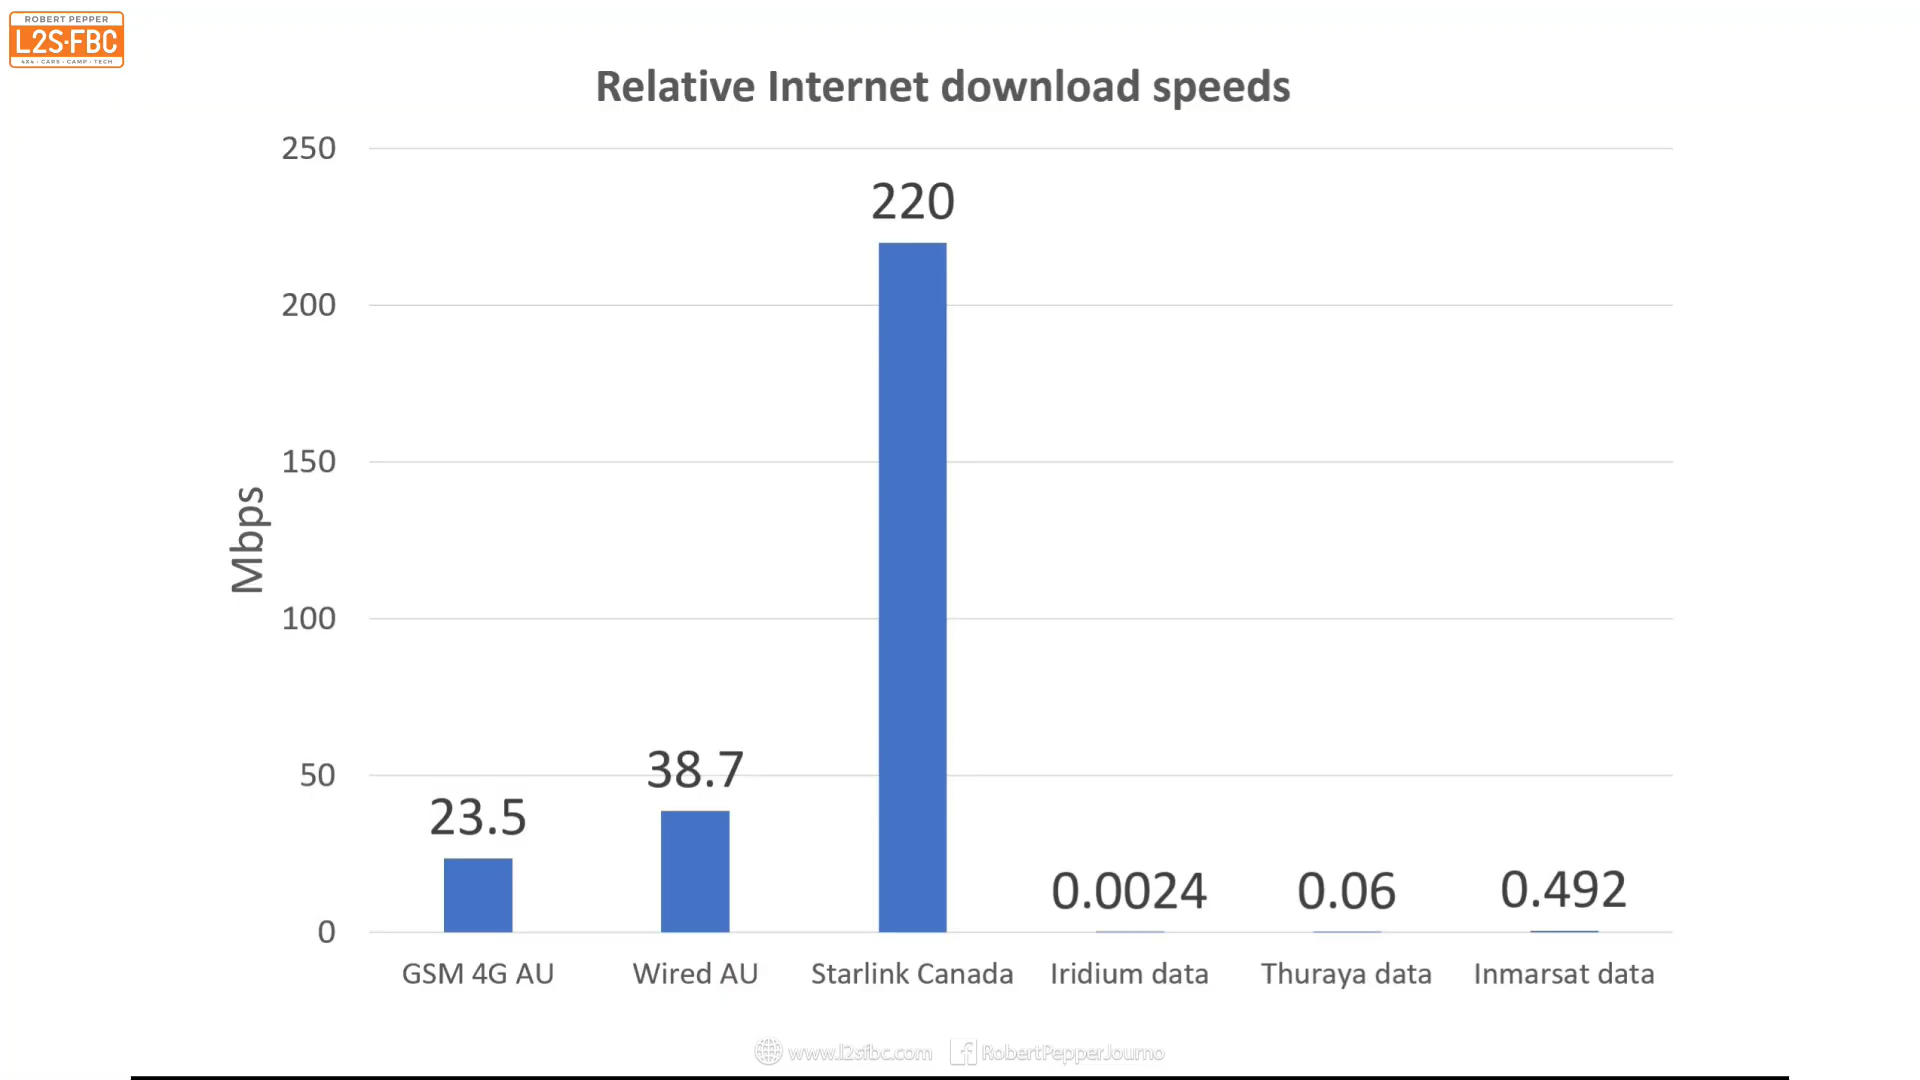 ROBERT PEPPER
L2S·FBC
4X4 · CARS · CAMP · TECH
Relative Internet download speeds
250
200
150
100
50
0
Mbps
23.5
38.7
220
0.0024
0.06
0.492
GSM 4G AU
Wired AU
Starlink Canada
Iridium data
Thuraya data
Inmarsat data
www.l2sfbc.com
RobertPepperJourno